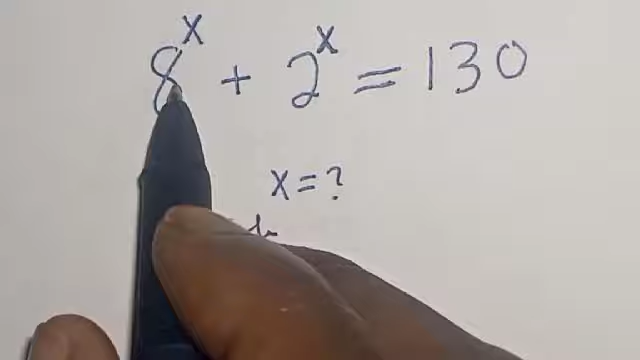 8^x + 2^x = 130
x = ?